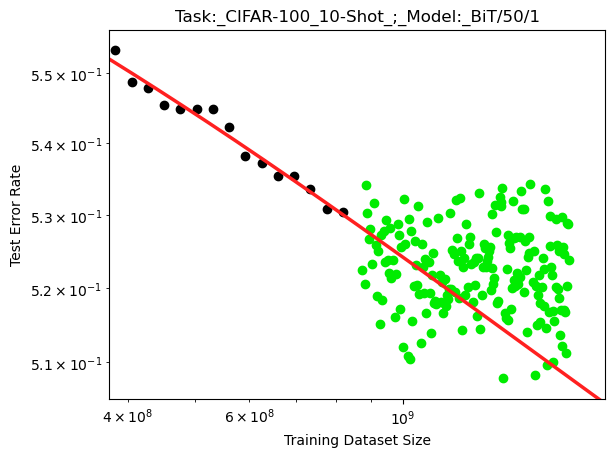 Task:_CIFAR-100_10-Shot_;_Model:_BiT/50/1
Test Error Rate
5.5 × 10⁻¹
5.4 × 10⁻¹
5.3 × 10⁻¹
5.2 × 10⁻¹
5.1 × 10⁻¹
4 × 10⁸ 6 × 10⁸ 10⁹
Training Dataset Size